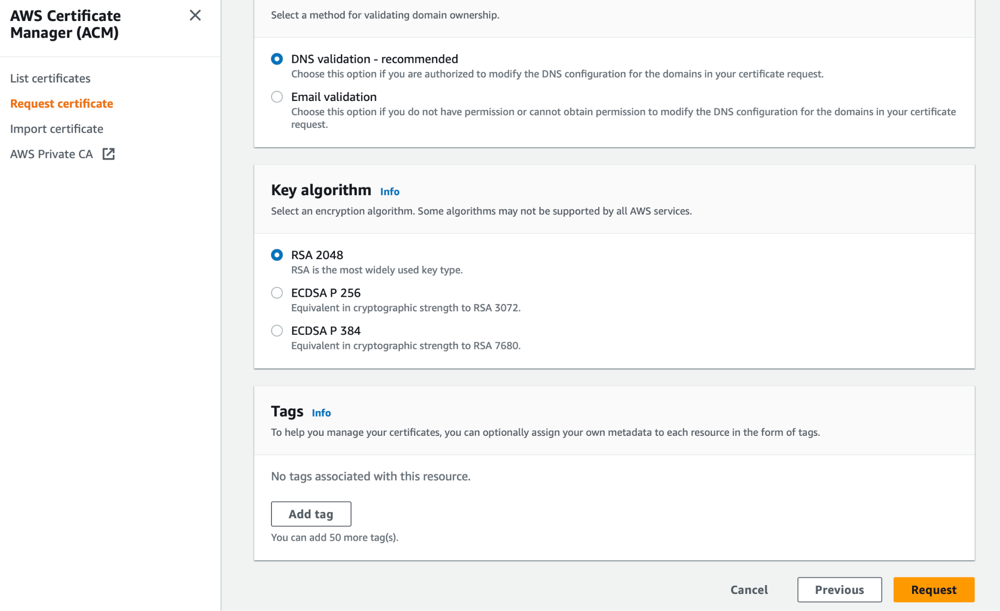 AWS Certificate
Manager (ACM)
List certificates
Request certificate
Import certificate
AWS Private CA
Select a method for validating domain ownership.
DNS validation - recommended
Choose this option if you are authorized to modify the DNS configuration for the domains in your certificate request.
Email validation
Choose this option if you do not have permission or cannot obtain permission to modify the DNS configuration for the domains in your certificate
request.
Key algorithm Info
Select an encryption algorithm. Some algorithms may not be supported by all AWS services.
RSA 2048
RSA is the most widely used key type.
ECDSA P 256
Equivalent in cryptographic strength to RSA 3072.
ECDSA P 384
Equivalent in cryptographic strength to RSA 7680.
Tags Info
To help you manage your certificates, you can optionally assign your own metadata to each resource in the form of tags.
No tags associated with this resource.
Add tag
You can add 50 more tag(s).
Cancel Previous Request